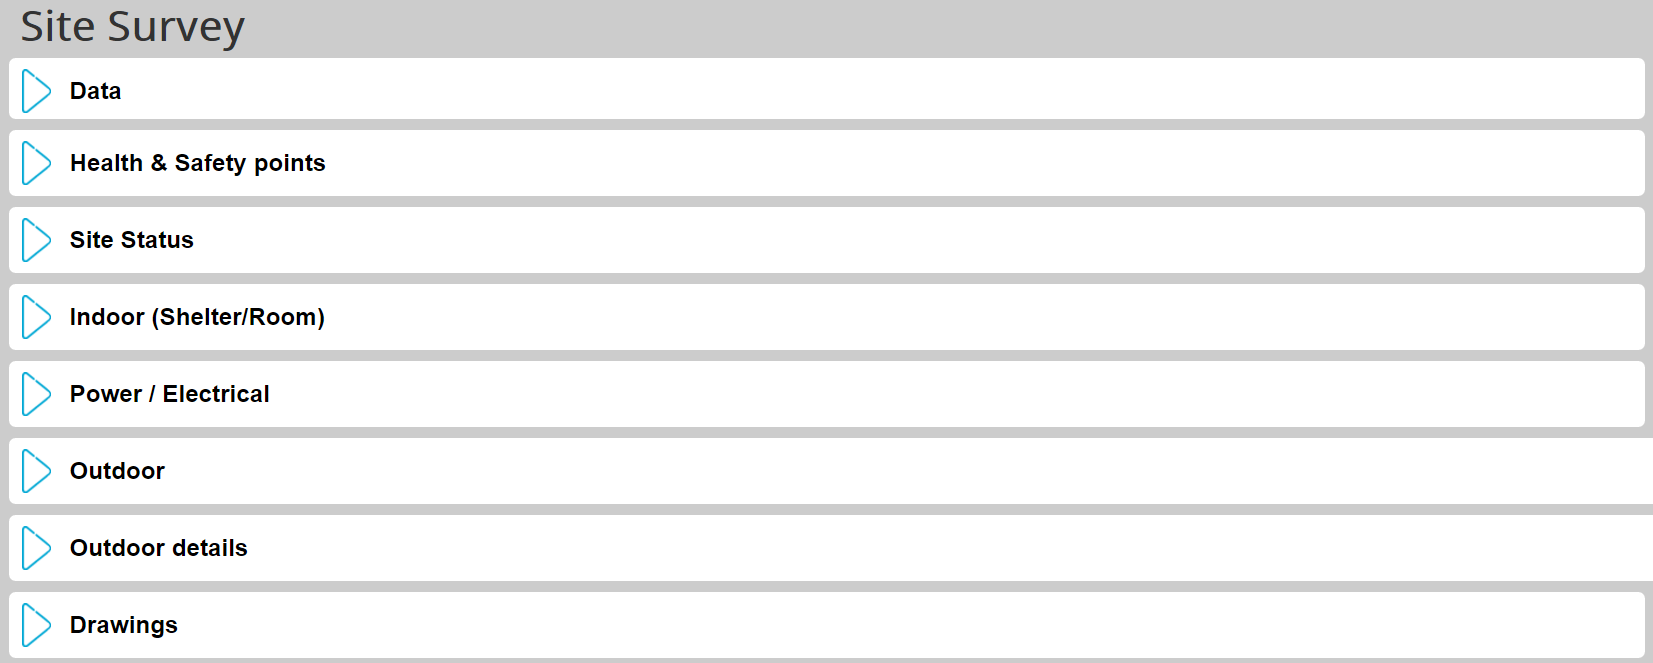 Site Survey
Data
Health & Safety points
Site Status
Indoor (Shelter/Room)
Power / Electrical
Outdoor
Outdoor details
Drawings